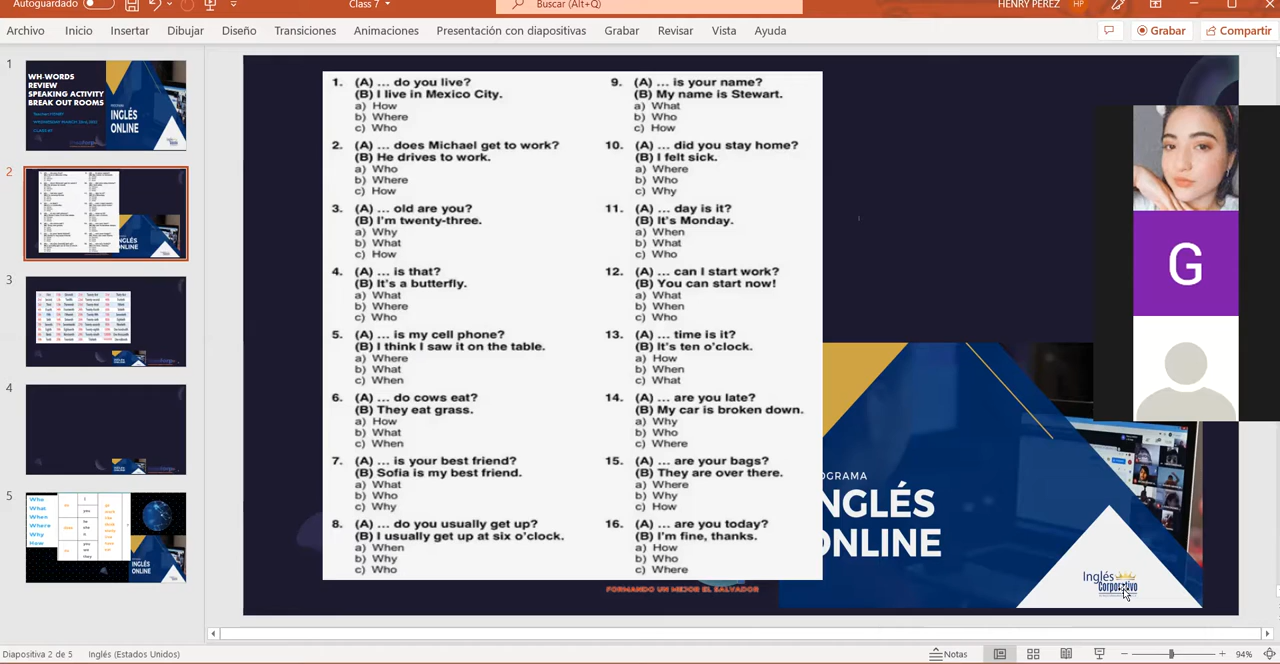 Autoguardado
Class 7
Buscar (Alt+Q)
HENRY PEREZ
HP
Archivo Inicio Insertar Dibujar Diseño Transiciones Animaciones Presentación con diapositivas Grabar Revisar Vista Ayuda
Grabar
Compartir
1
WH-WORDS
REVIEW
SPEAKING ACTIVITY
BREAK OUT ROOMS
INGLÉS
ONLINE
2
ONLINE
3
4
5
Who
What
When
Where
Why
How
I
you
he
she
it
you
we
they
INGLÉS
ONLINE
1. (A) ... do you live?
(B) I live in Mexico City.
a) How
b) Where
c) Who
2. (A) ... does Michael get to work?
(B) He drives to work.
a) Who
b) Where
c) How
3. (A) ... old are you?
(B) I'm twenty-three.
a) Why
b) What
c) How
4. (A) ... is that?
(B) It's a butterfly.
a) What
b) Where
c) Who
5. (A) ... is my cell phone?
(B) I think I saw it on the table.
a) Where
b) What
c) When
6. (A) ... do cows eat?
(B) They eat grass.
a) How
b) What
c) When
7. (A) ... is your best friend?
(B) Sofia is my best friend.
a) What
b) Who
c) Why
8. (A) ... do you usually get up?
(B) I usually get up at six o'clock.
a) When
b) Why
c) Who
9. (A) ... is your name?
(B) My name is Stewart.
a) What
b) Who
c) How
10. (A) ... did you stay home?
(B) I felt sick.
a) Where
b) Who
c) Why
11. (A) ... day is it?
(B) It's Monday.
a) When
b) What
c) Who
12. (A) ... can I start work?
(B) You can start now!
a) What
b) When
c) Who
13. (A) ... time is it?
(B) It's ten o'clock.
a) How
b) When
c) What
14. (A) ... are you late?
(B) My car is broken down.
a) Why
b) Who
c) Where
15. (A) ... are your bags?
(B) They are over there.
a) Where
b) Why
c) How
16. (A) ... are you today?
(B) I'm fine, thanks.
a) How
b) Who
c) Where
OGRAMA
NGLÉS
ONLINE
Inglés
Corporativo
FORMANDO UN MEJOR EL SALVADOR
G
Diapositiva 2 de 5 Inglés (Estados Unidos)
Notas
94%